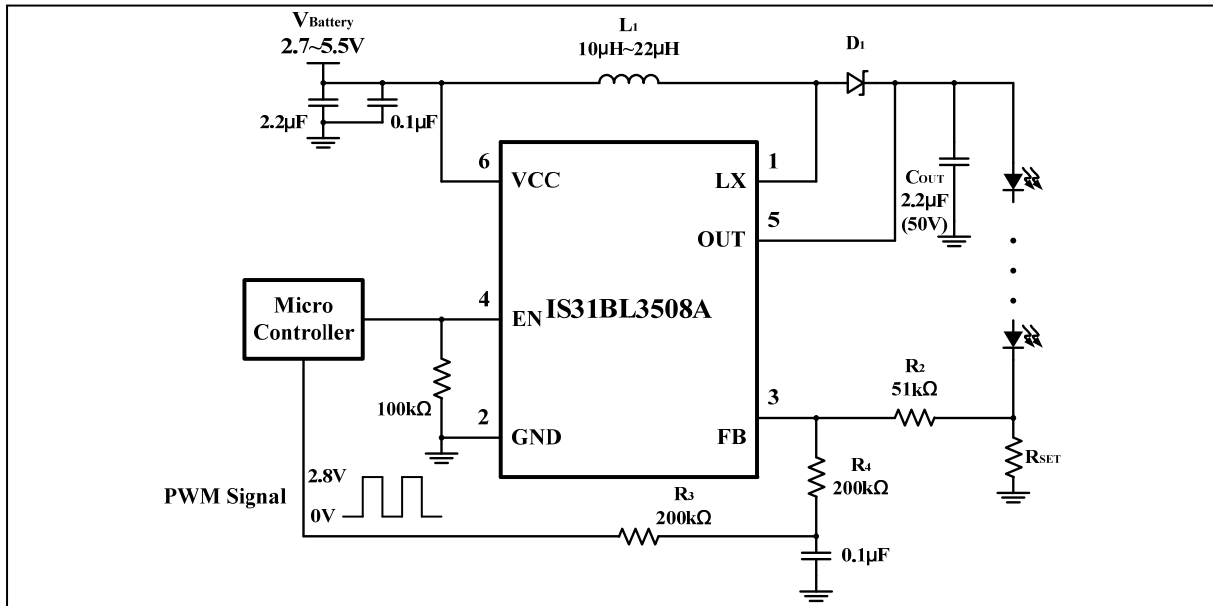 VBattery
2.7~5.5V
L1
10µH~22µH
D1
2.2µF
0.1µF
6
VCC
1
LX
COUT
2.2µF
(50V)
5
OUT
Micro
Controller
4
EN
IS31BL3508A
100kΩ
2
GND
3
FB
R2
51kΩ
RSET
R4
200kΩ
PWM Signal
2.8V
0V
R3
200kΩ
0.1µF